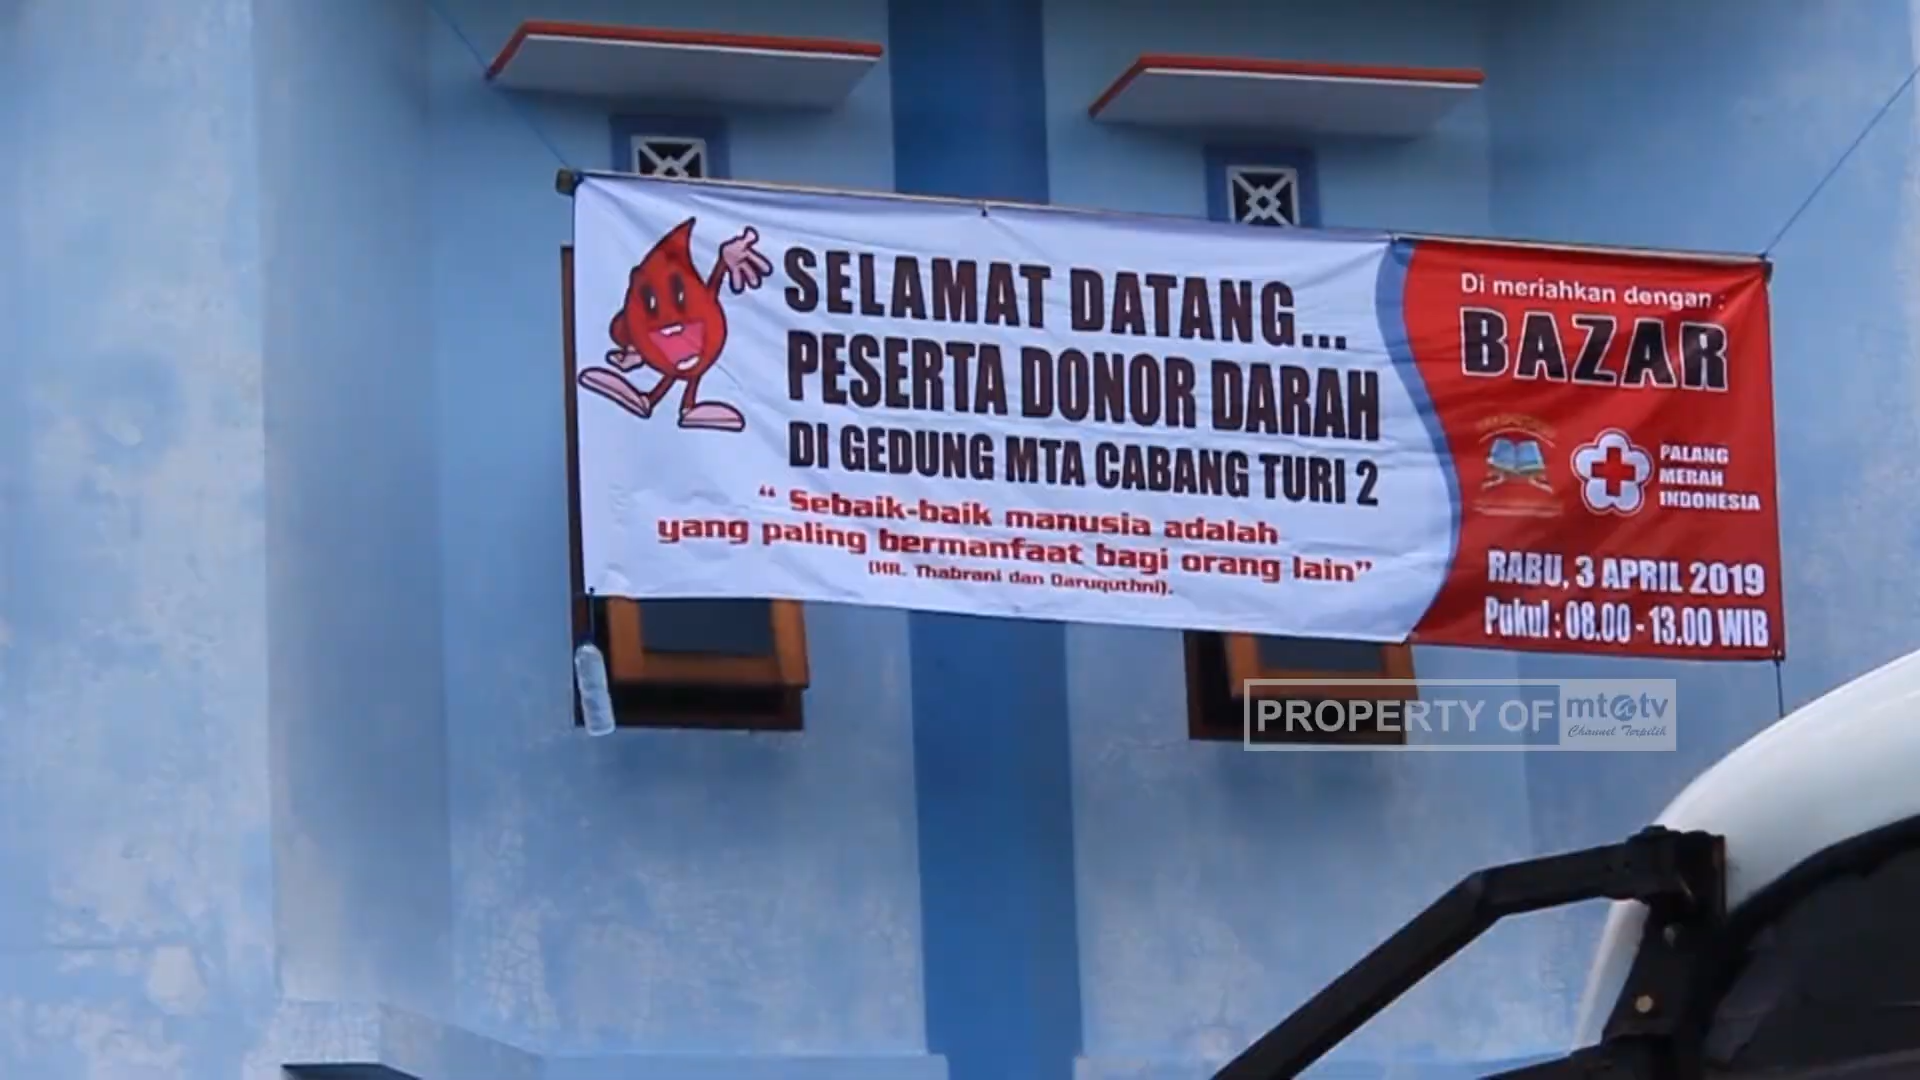 SELAMAT DATANG...
PESERTA DONOR DARAH
DI GEDUNG MTA CABANG TURI 2
“ Sebaik-baik manusia adalah
yang paling bermanfaat bagi orang lain”
(HR. Thabrani dan Daruquthni).
Di meriahkan dengan :
BAZAR
PALANG
MERAH
INDONESIA
RABU, 3 APRIL 2019
Pukul : 08.00 - 13.00 WIB
PROPERTY OF mtatv
Channel Terpilih